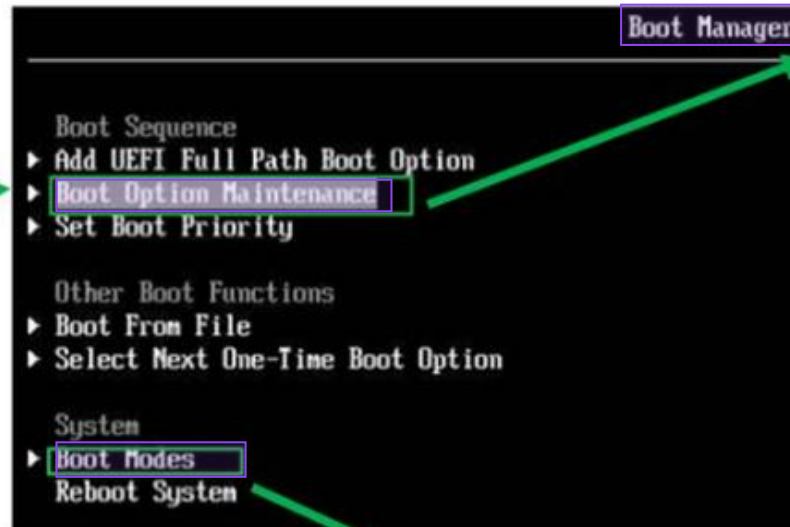 Boot Manager
Boot Sequence
Add UEFI Full Path Boot Option
Boot Option Maintenance
Set Boot Priority
Other Boot Functions
Boot From File
Select Next One-Time Boot Option
System
Boot Modes
Reboot System